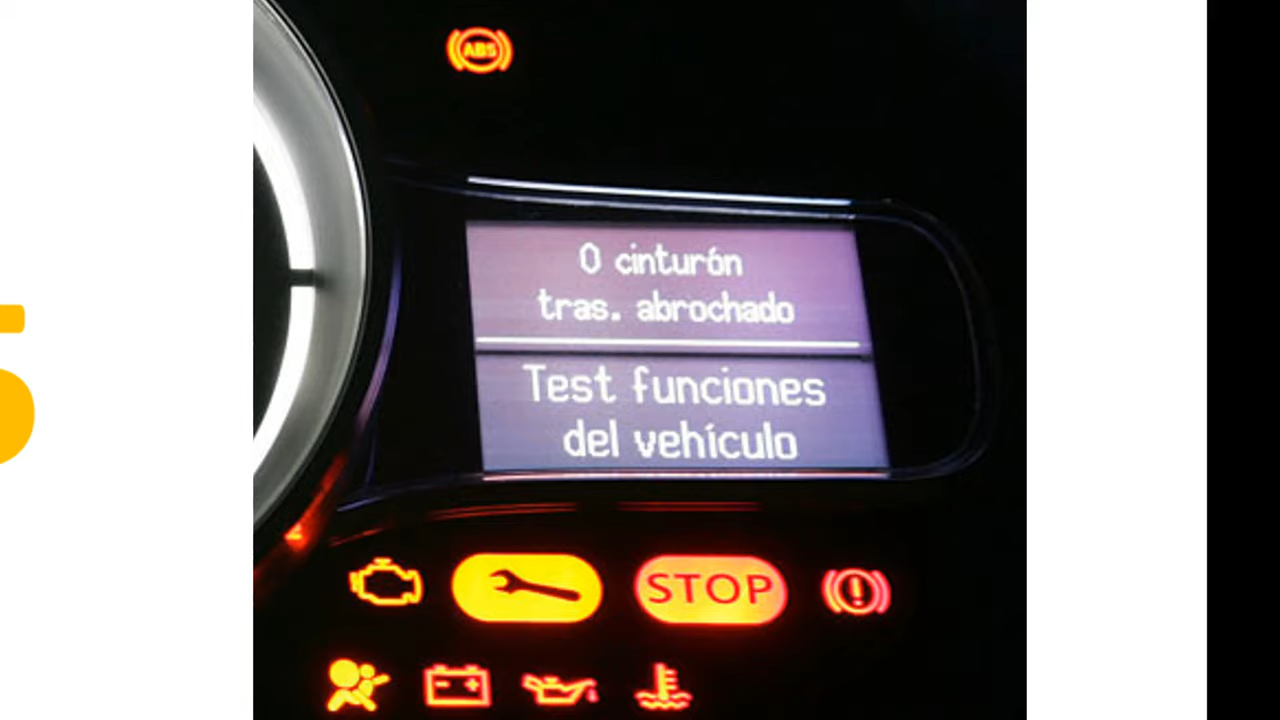 ABS
0 cinturón
tras. abrochado
Test funciones
del vehículo
STOP